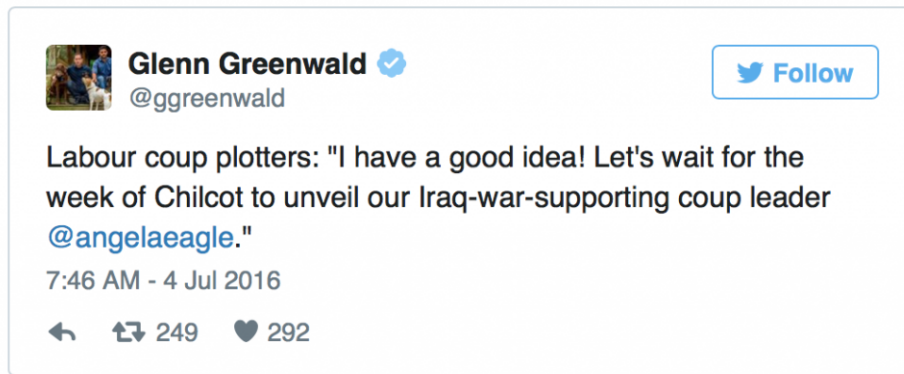 Glenn Greenwald
@ggreenwald
Follow
Labour coup plotters: "I have a good idea! Let's wait for the
week of Chilcot to unveil our Iraq-war-supporting coup leader
@angelaeagle."
7:46 AM - 4 Jul 2016
249 292